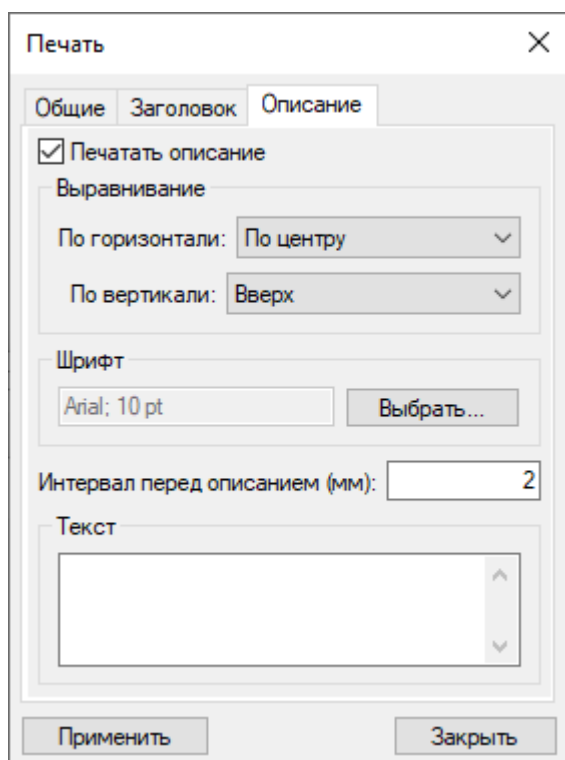 Печать
Общие Заголовок Описание
Печатать описание
Выравнивание
По горизонтали: По центру
По вертикали: Вверх
Шрифт
Arial; 10 pt Выбрать...
Интервал перед описанием (мм): 2
Текст
Применить Закрыть